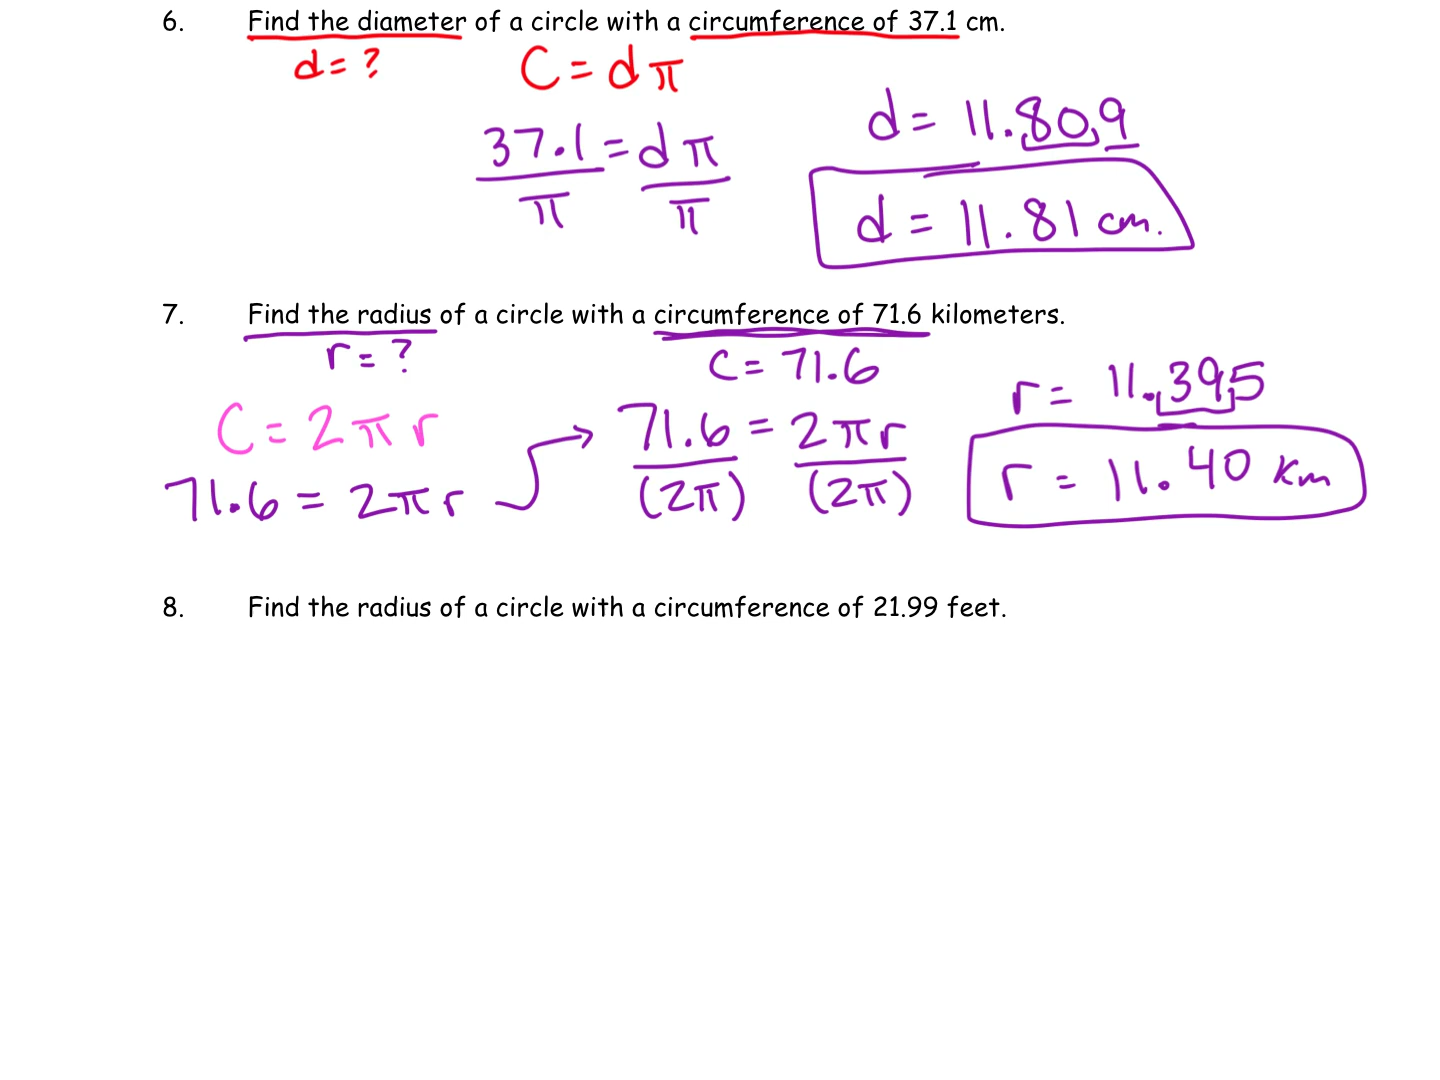 6. Find the diameter of a circle with a circumference of 37.1 cm.
d = ? C = dπ
37.1 = dπ
π π
d = 11.809
d = 11.81 cm.
7. Find the radius of a circle with a circumference of 71.6 kilometers.
r = ? C = 71.6
C = 2πr
71.6 = 2πr
71.6 = 2πr
(2π) (2π)
r = 11.395
r = 11.40 km
8. Find the radius of a circle with a circumference of 21.99 feet.